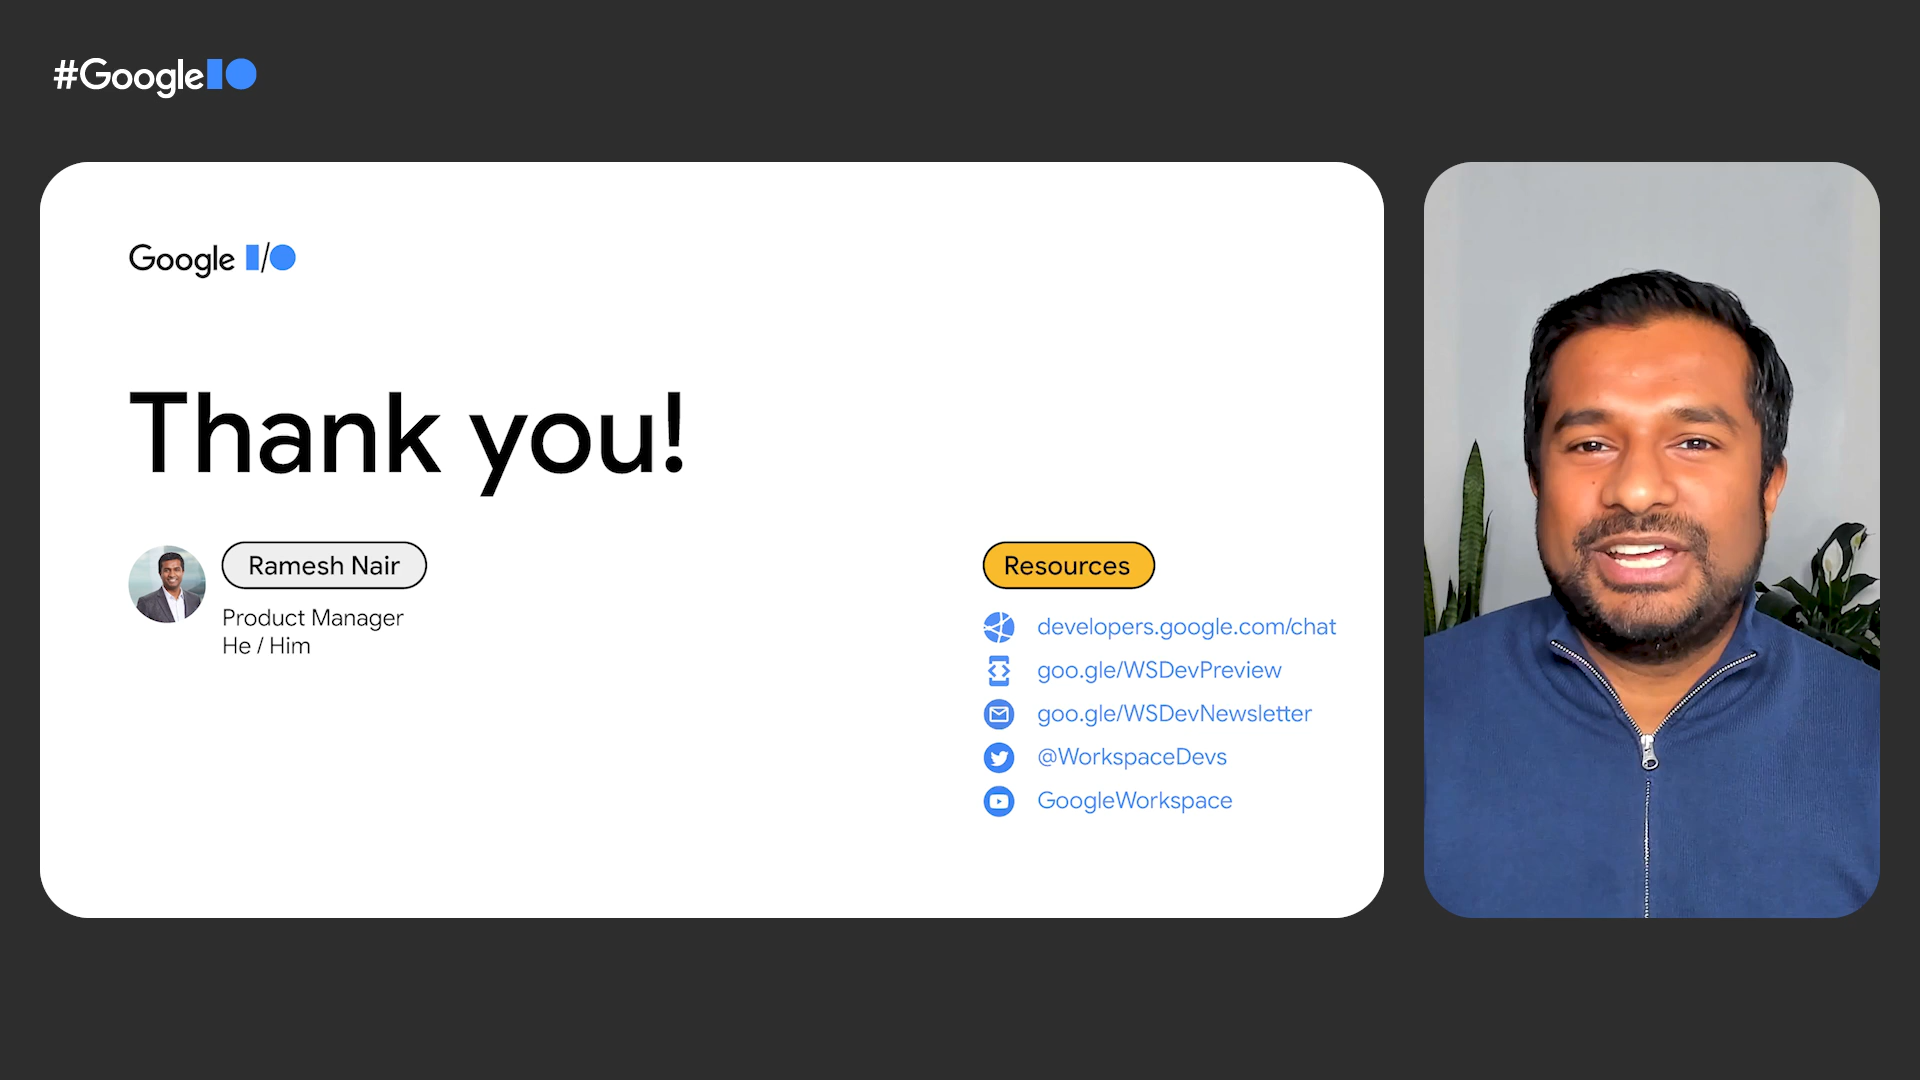 #Google
Google I/O
Thank you!
Ramesh Nair
Product Manager
He / Him
Resources
developers.google.com/chat
goo.gle/WSDevPreview
goo.gle/WSDevNewsletter
@WorkspaceDevs
GoogleWorkspace